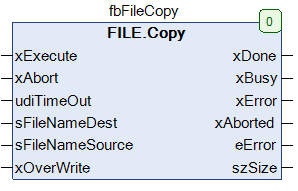 fbFileCopy
0
FILE.Copy
xExecute xDone
xAbort xBusy
udiTimeOut xError
sFileNameDest xAborted
sFileNameSource eError
xOverWrite szSize